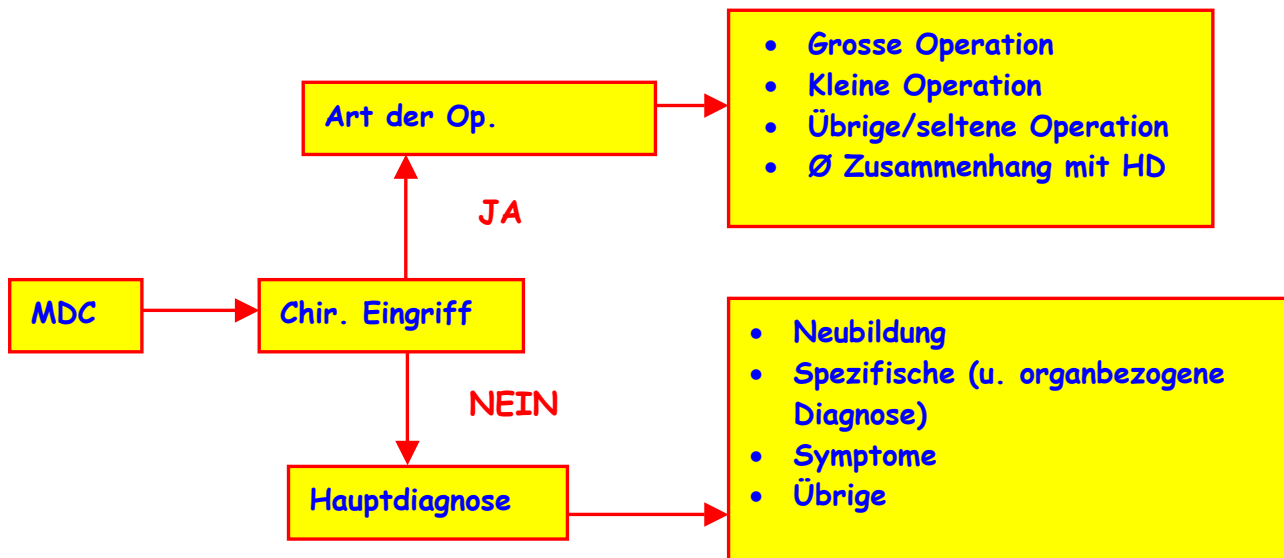 • Grosse Operation
• Kleine Operation
• Übrige/seltene Operation
• Ø Zusammenhang mit HD
Art der Op.
JA
MDC
Chir. Eingriff
NEIN
• Neubildung
• Spezifische (u. organbezogene
Diagnose)
• Symptome
• Übrige
Hauptdiagnose